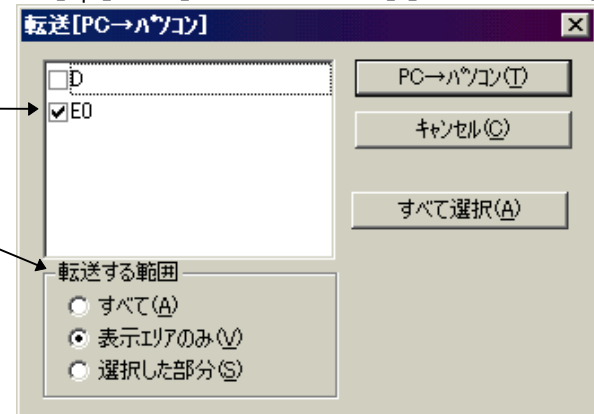 転送[PC→ﾊﾟｿｺﾝ]
D
E0
PC→ﾊﾟｿｺﾝ(T)
ｷｬﾝｾﾙ(C)
すべて選択(A)
転送する範囲
すべて(A)
表示ｴﾘｱのみ(V)
選択した部分(S)